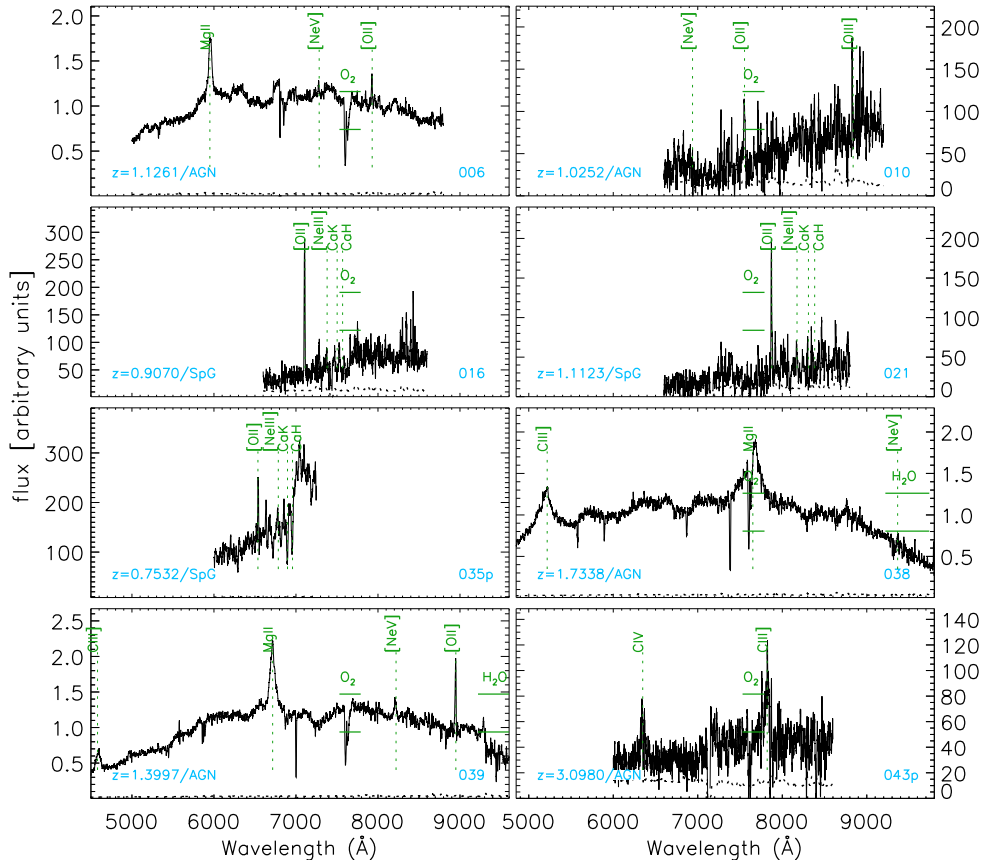 2.0
1.5
1.0
0.5
MgII
[NeV]
[OII]
O2
z=1.1261/AGN
006
[NeV]
[OII]
[OIII]
O2
z=1.0252/AGN
010
200
150
100
50
0
300
250
200
150
100
50
[OII]
[NeIII]
CaK
CaH
O2
z=0.9070/SpG
016
[OII]
[NeIII]
CaK
CaH
O2
z=1.1123/SpG
021
200
150
100
50
0
flux [arbitrary units]
300
200
100
[OII]
[NeIII]
CaK
CaH
z=0.7532/SpG
035p
CIII]
MgII
[NeV]
O2
H2O
z=1.7338/AGN
038
2.0
1.5
1.0
0.5
2.5
2.0
1.5
1.0
0.5
CIII]
MgII
[NeV]
[OII]
O2
H2O
z=1.3997/AGN
039
CIV
CIII]
O2
z=3.0980/AGN
043p
140
120
100
80
60
40
20
0
5000 6000 7000 8000 9000
5000 6000 7000 8000 9000
Wavelength (Å)
Wavelength (Å)